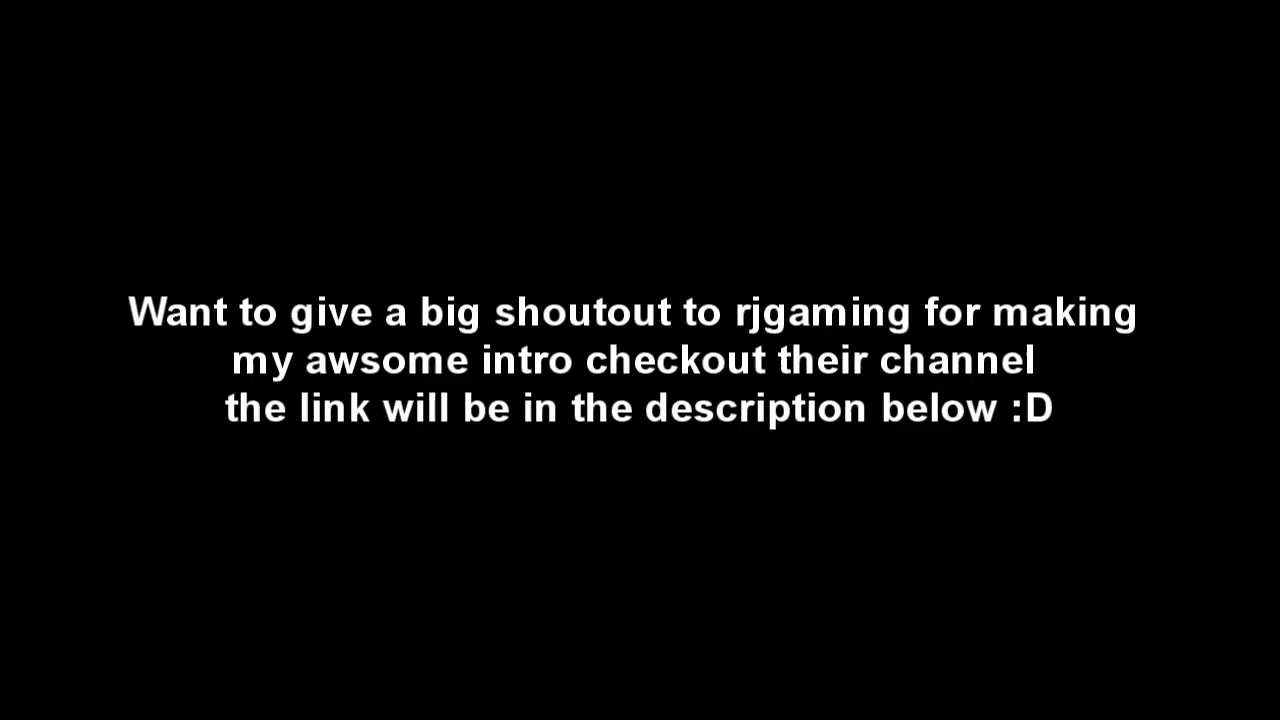 Want to give a big shoutout to rjgaming for making
my awsome intro checkout their channel
the link will be in the description below :D